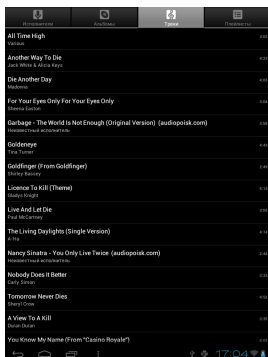 Исполнители Альбомы Треки Плейлисты
All Time High
Various
Another Way To Die 4:22
Jack White & Alicia Keys
Die Another Day
Madonna
For Your Eyes Only For Your Eyes Only
Sheena Easton
Garbage - The World Is Not Enough (Original Version) (audiopoisk.com)
Неизвестный исполнитель
Goldeneye
Tina Turner
Goldfinger (From Goldfinger)
Shirley Bassey
Licence To Kill (Theme)
Gladys Knight
Live And Let Die
Paul McCartney
The Living Daylights (Single Version) 4:14
A-Ha
Nancy Sinatra - You Only Live Twice (audiopoisk.com)
Неизвестный исполнитель
Nobody Does It Better
Carly Simon
Tomorrow Never Dies
Sheryl Crow
A View To A Kill
Duran Duran
You Know My Name (From "Casino Royale")
17:04